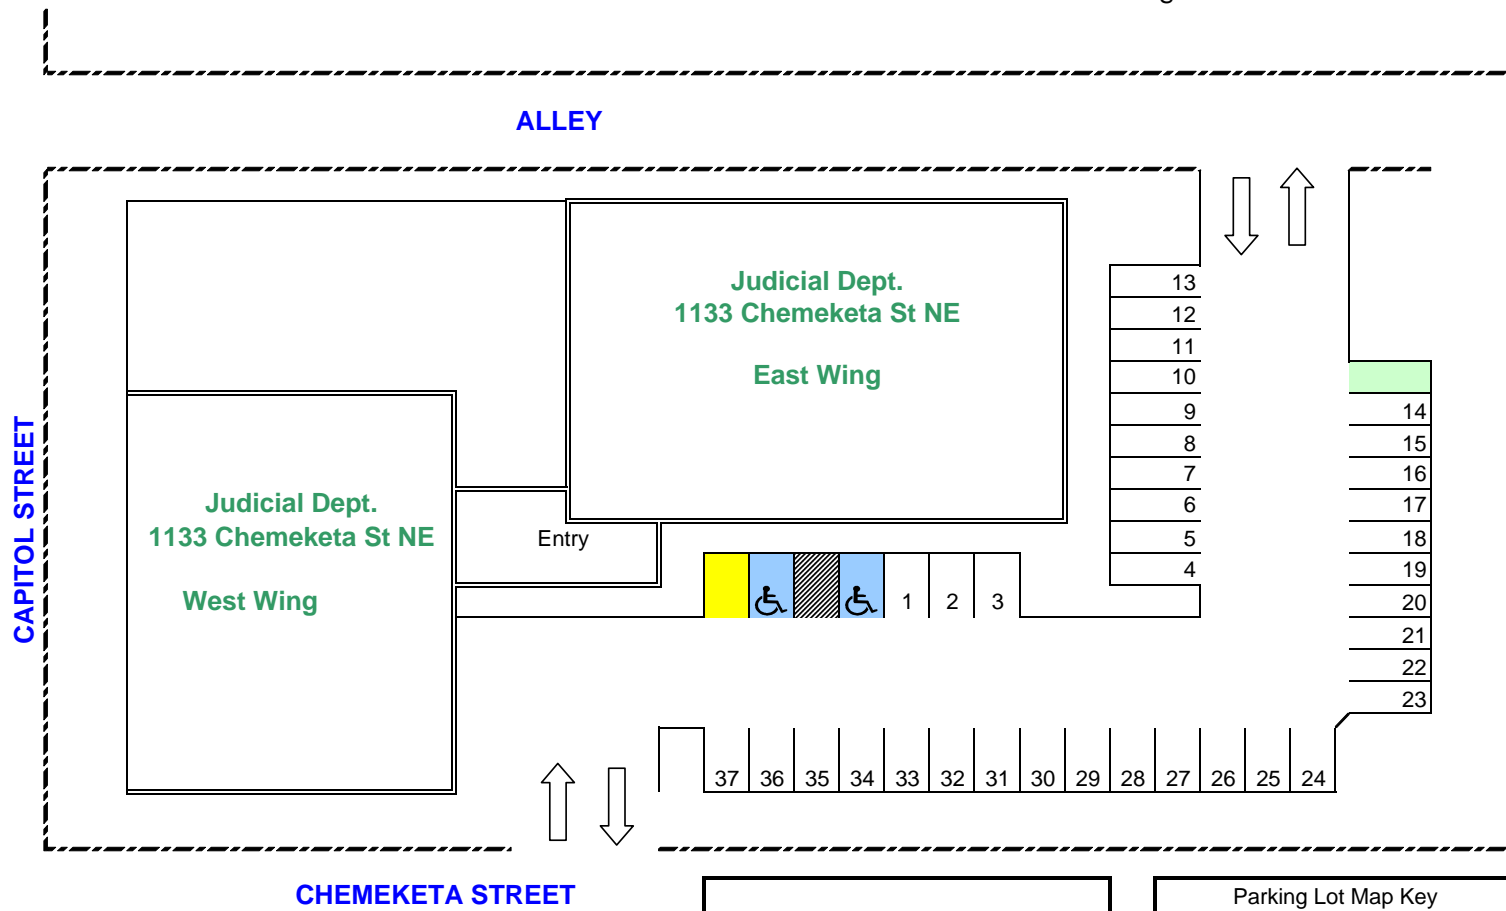 ALLEY
Judicial Dept.
1133 Chemeketa St NE
East Wing
13
12
11
10
9
8
7
6
5
4
14
15
16
17
18
19
20
21
22
23
CAPITOL STREET
Judicial Dept.
1133 Chemeketa St NE
West Wing
Entry
1 2 3
37 36 35 34 33 32 31 30 29 28 27 26 25 24
CHEMEKETA STREET
Parking Lot Map Key